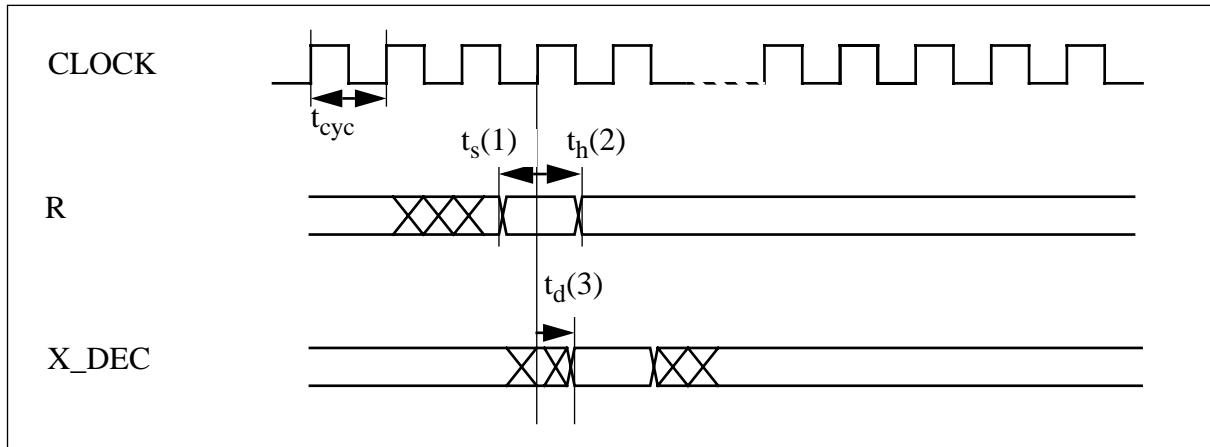 CLOCK
t_cyc
t_s(1) t_h(2)
R
t_d(3)
X_DEC